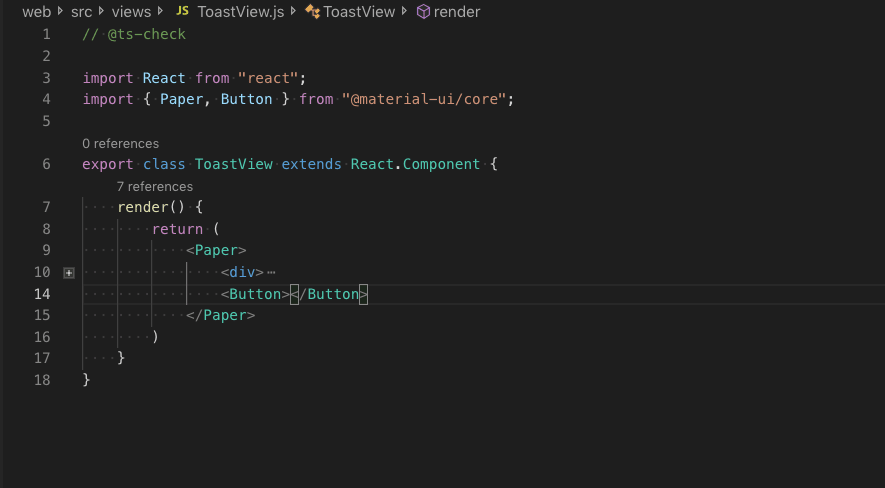 web src views JS ToastView.js ToastView render
1 // @ts-check
2
3 import React from "react";
4 import { Paper, Button } from "@material-ui/core";
5
0 references
6 export class ToastView extends React.Component {
7 references
7 render() {
8 return (
9 <Paper>
10 <div>…
14 <Button></Button>
15 </Paper>
16 )
17 }
18 }